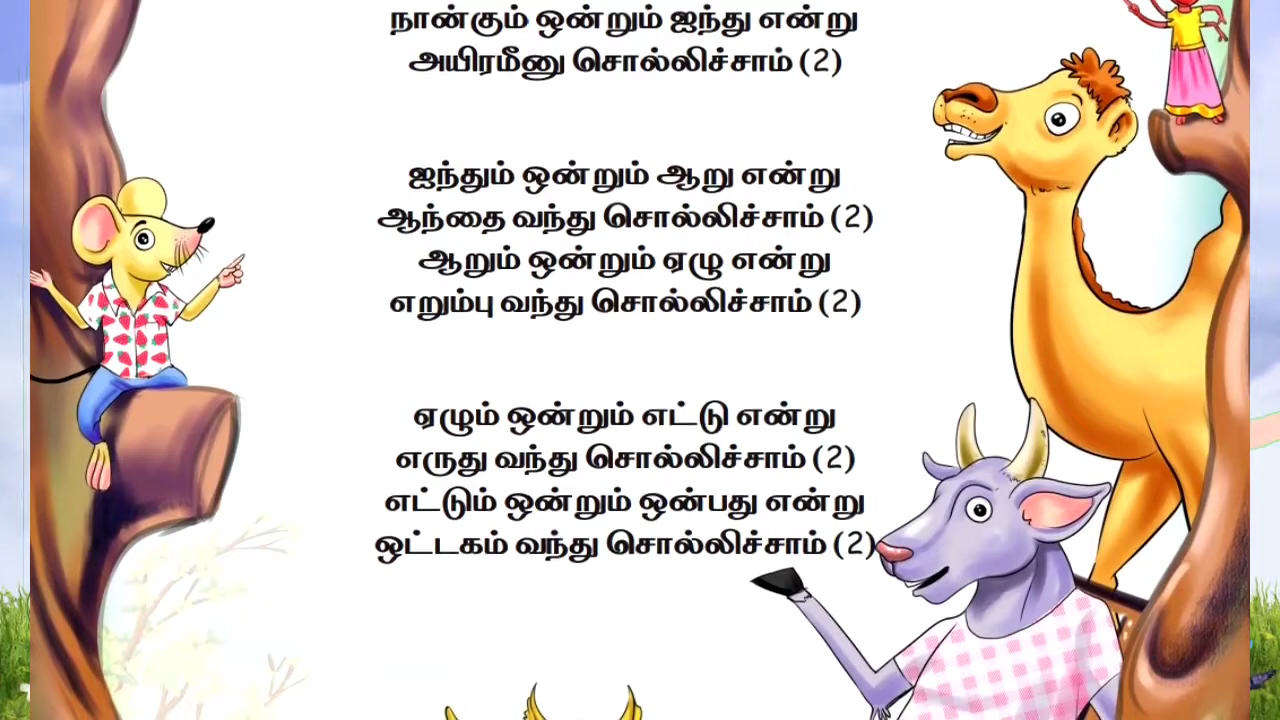 நான்கும் ஒன்றும் ஐந்து என்று
அயிரமீனு சொல்லிச்சாம் (2)
ஐந்தும் ஒன்றும் ஆறு என்று
ஆந்தை வந்து சொல்லிச்சாம் (2)
ஆறும் ஒன்றும் ஏழு என்று
எறும்பு வந்து சொல்லிச்சாம் (2)
ஏழும் ஒன்றும் எட்டு என்று
எருது வந்து சொல்லிச்சாம் (2)
எட்டும் ஒன்றும் ஒன்பது என்று
ஒட்டகம் வந்து சொல்லிச்சாம் (2)